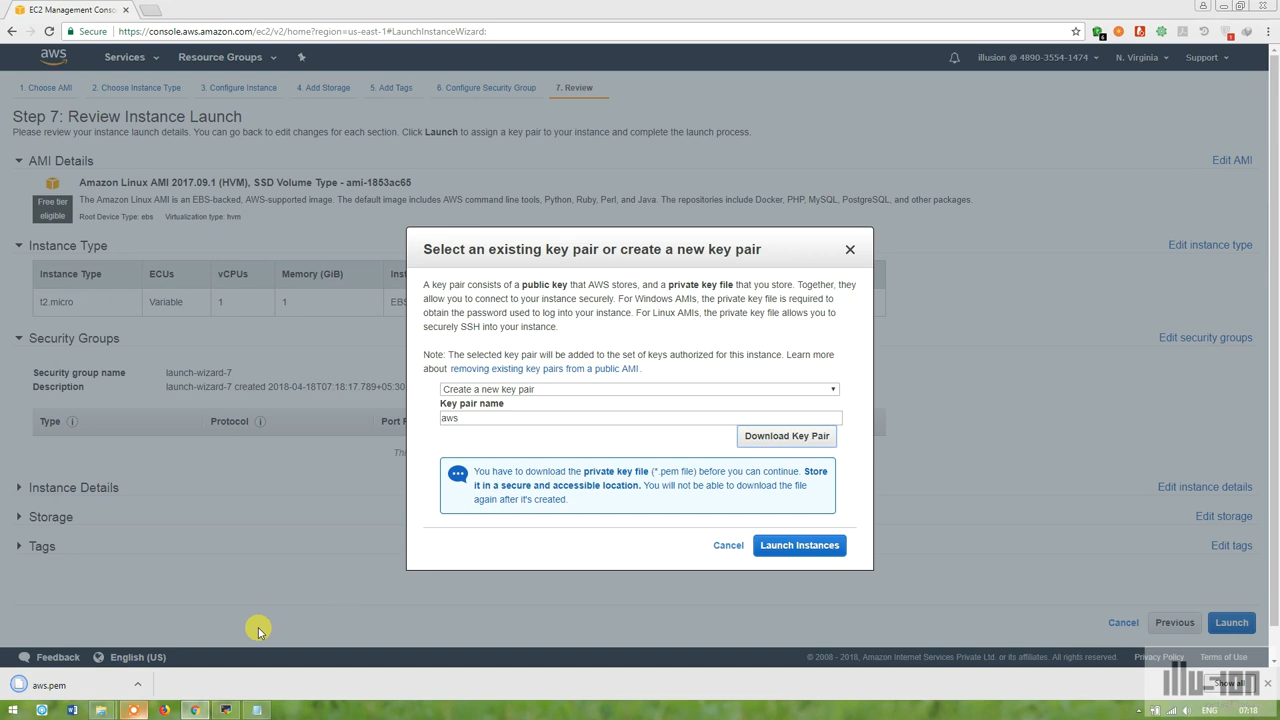 EC2 Management Conso
Secure https://console.aws.amazon.com/ec2/v2/home?region=us-east-1#LaunchInstanceWizard:
aws Services Resource Groups illusion @ 4890-3554-1474 N. Virginia Support
1. Choose AMI 2. Choose Instance Type 3. Configure Instance 4. Add Storage 5. Add Tags 6. Configure Security Group 7. Review
Step 7: Review Instance Launch
Please review your instance launch details. You can go back to edit changes for each section. Click Launch to assign a key pair to your instance and complete the launch process.
AMI Details Edit AMI
Amazon Linux AMI 2017.09.1 (HVM), SSD Volume Type - ami-1853ac65
Free tier eligible
The Amazon Linux AMI is an EBS-backed, AWS-supported image. The default image includes AWS command line tools, Python, Ruby, Perl, and Java. The repositories include Docker, PHP, MySQL, PostgreSQL, and other packages.
Root Device Type: ebs Virtualization type: hvm
Instance Type Edit instance type
Instance Type ECUs vCPUs Memory (GiB)
t2.micro Variable 1 1
Security Groups Edit security groups
Security group name launch-wizard-7
Description launch-wizard-7 created 2018-04-18T07:18:17.789+05:30
Type Protocol
Instance Details Edit instance details
Storage Edit storage
Tags Edit tags
Select an existing key pair or create a new key pair
A key pair consists of a public key that AWS stores, and a private key file that you store. Together, they
allow you to connect to your instance securely. For Windows AMIs, the private key file is required to
obtain the password used to log into your instance. For Linux AMIs, the private key file allows you to
securely SSH into your instance.
Note: The selected key pair will be added to the set of keys authorized for this instance. Learn more
about removing existing key pairs from a public AMI.
Create a new key pair
Key pair name
aws
Download Key Pair
You have to download the private key file (*.pem file) before you can continue. Store
it in a secure and accessible location. You will not be able to download the file
again after it's created.
Cancel Launch Instances
Cancel Previous Launch
Feedback English (US) © 2008 - 2018, Amazon Internet Services Private Ltd. or its affiliates. All rights reserved. Privacy Policy Terms of Use
aws.pem Show all
ENG 07:18